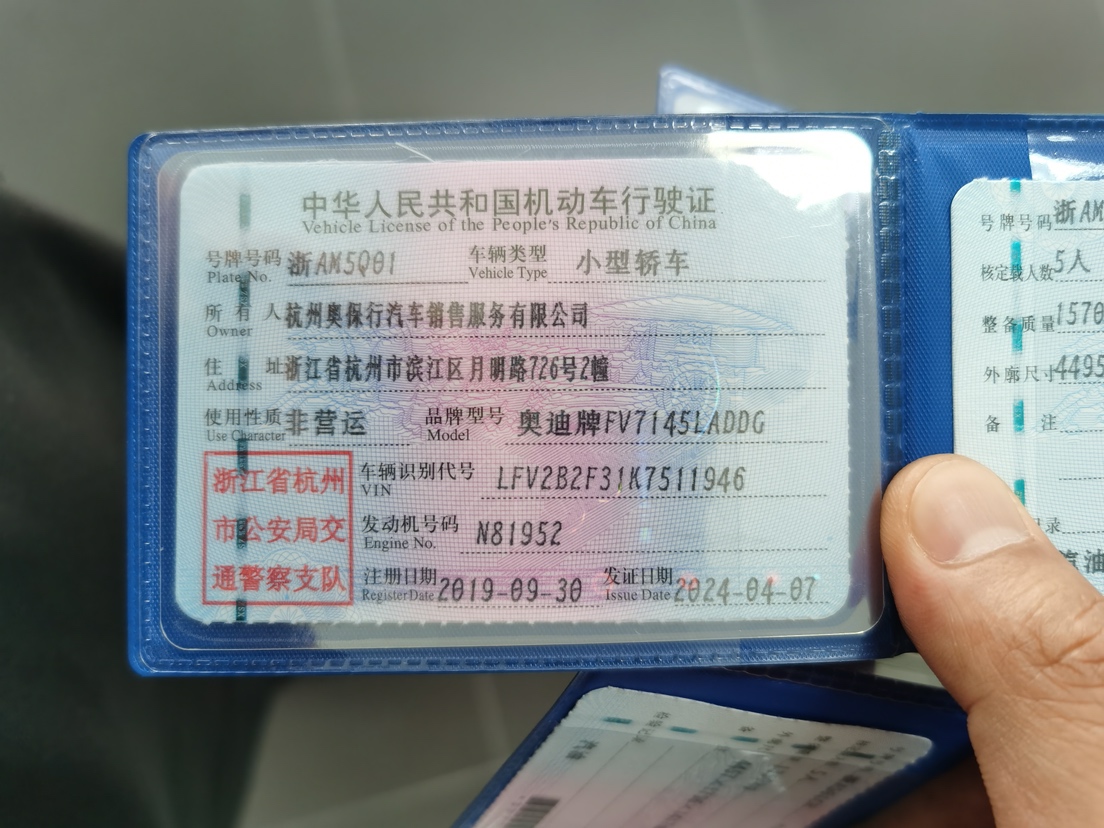 中华人民共和国机动车行驶证
Vehicle License of the People's Republic of China
号牌号码 浙AM5Q01 车辆类型 小型轿车
Plate No. Vehicle Type
所有人 杭州奥保行汽车销售服务有限公司
Owner
住址 浙江省杭州市滨江区月明路726号2幢
Address
使用性质 非营运 品牌型号 奥迪牌FV7145LADDG
Use Character Model
浙江省杭州
市公安局交
通警察支队
车辆识别代号 LFV2B2F31K7511946
VIN
发动机号码 N81952
Engine No.
注册日期 2019-09-30 发证日期 2024-04-07
Register Date Issue Date
号牌号码 浙AM
核定载人数 5人
整备质量 1570
外廓尺寸 4495
备注
录
汽油